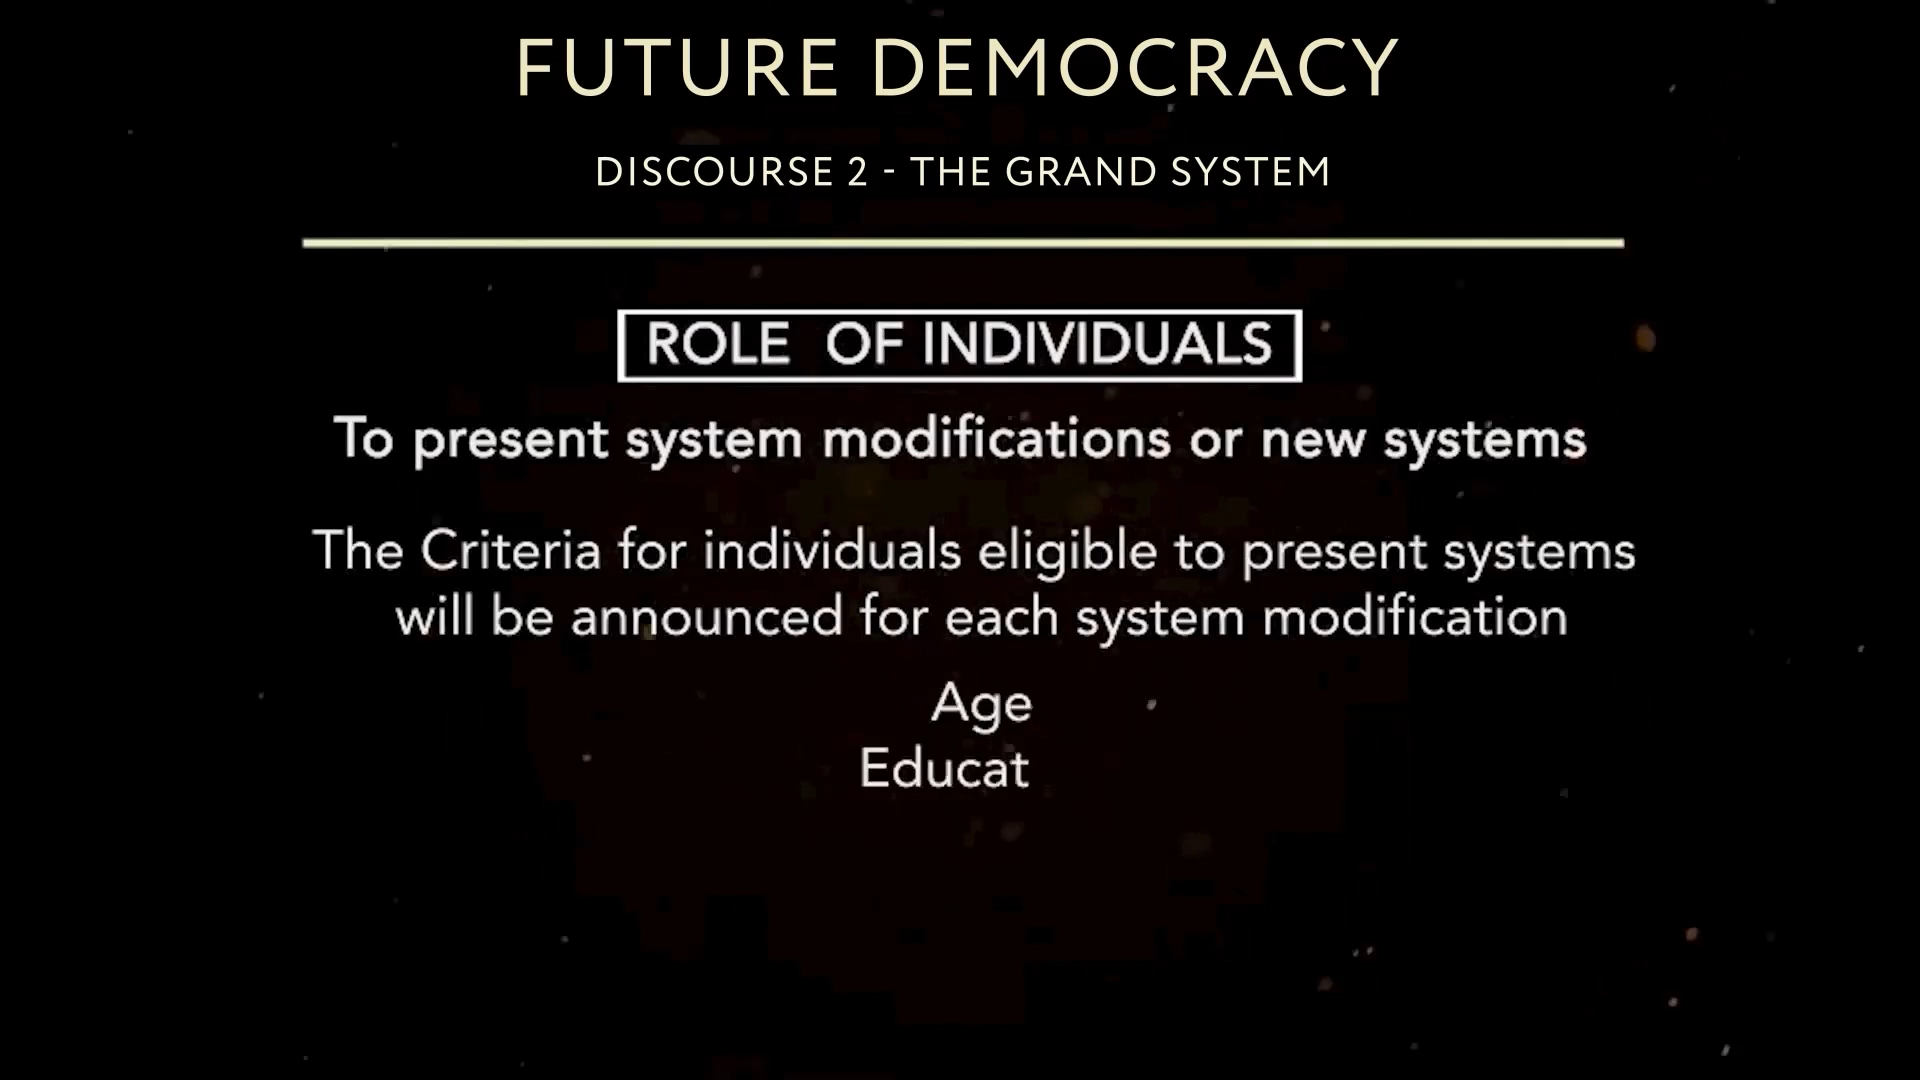 FUTURE DEMOCRACY
DISCOURSE 2 - THE GRAND SYSTEM
ROLE OF INDIVIDUALS
To present system modifications or new systems
The Criteria for individuals eligible to present systems
will be announced for each system modification
Age
Educat